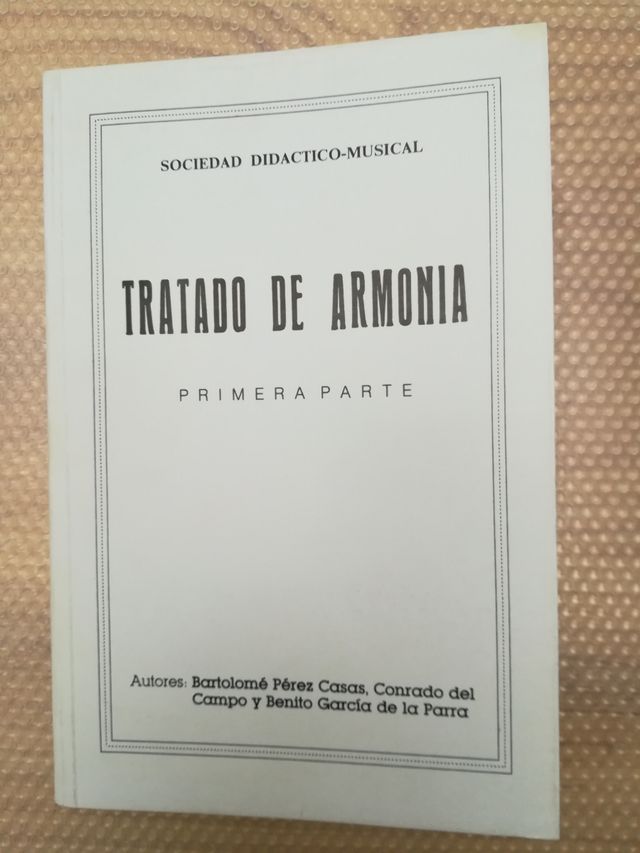 SOCIEDAD DIDACTICO-MUSICAL
TRATADO DE ARMONIA
PRIMERA PARTE
Autores: Bartolomé Pérez Casas, Conrado del
Campo y Benito García de la Parra